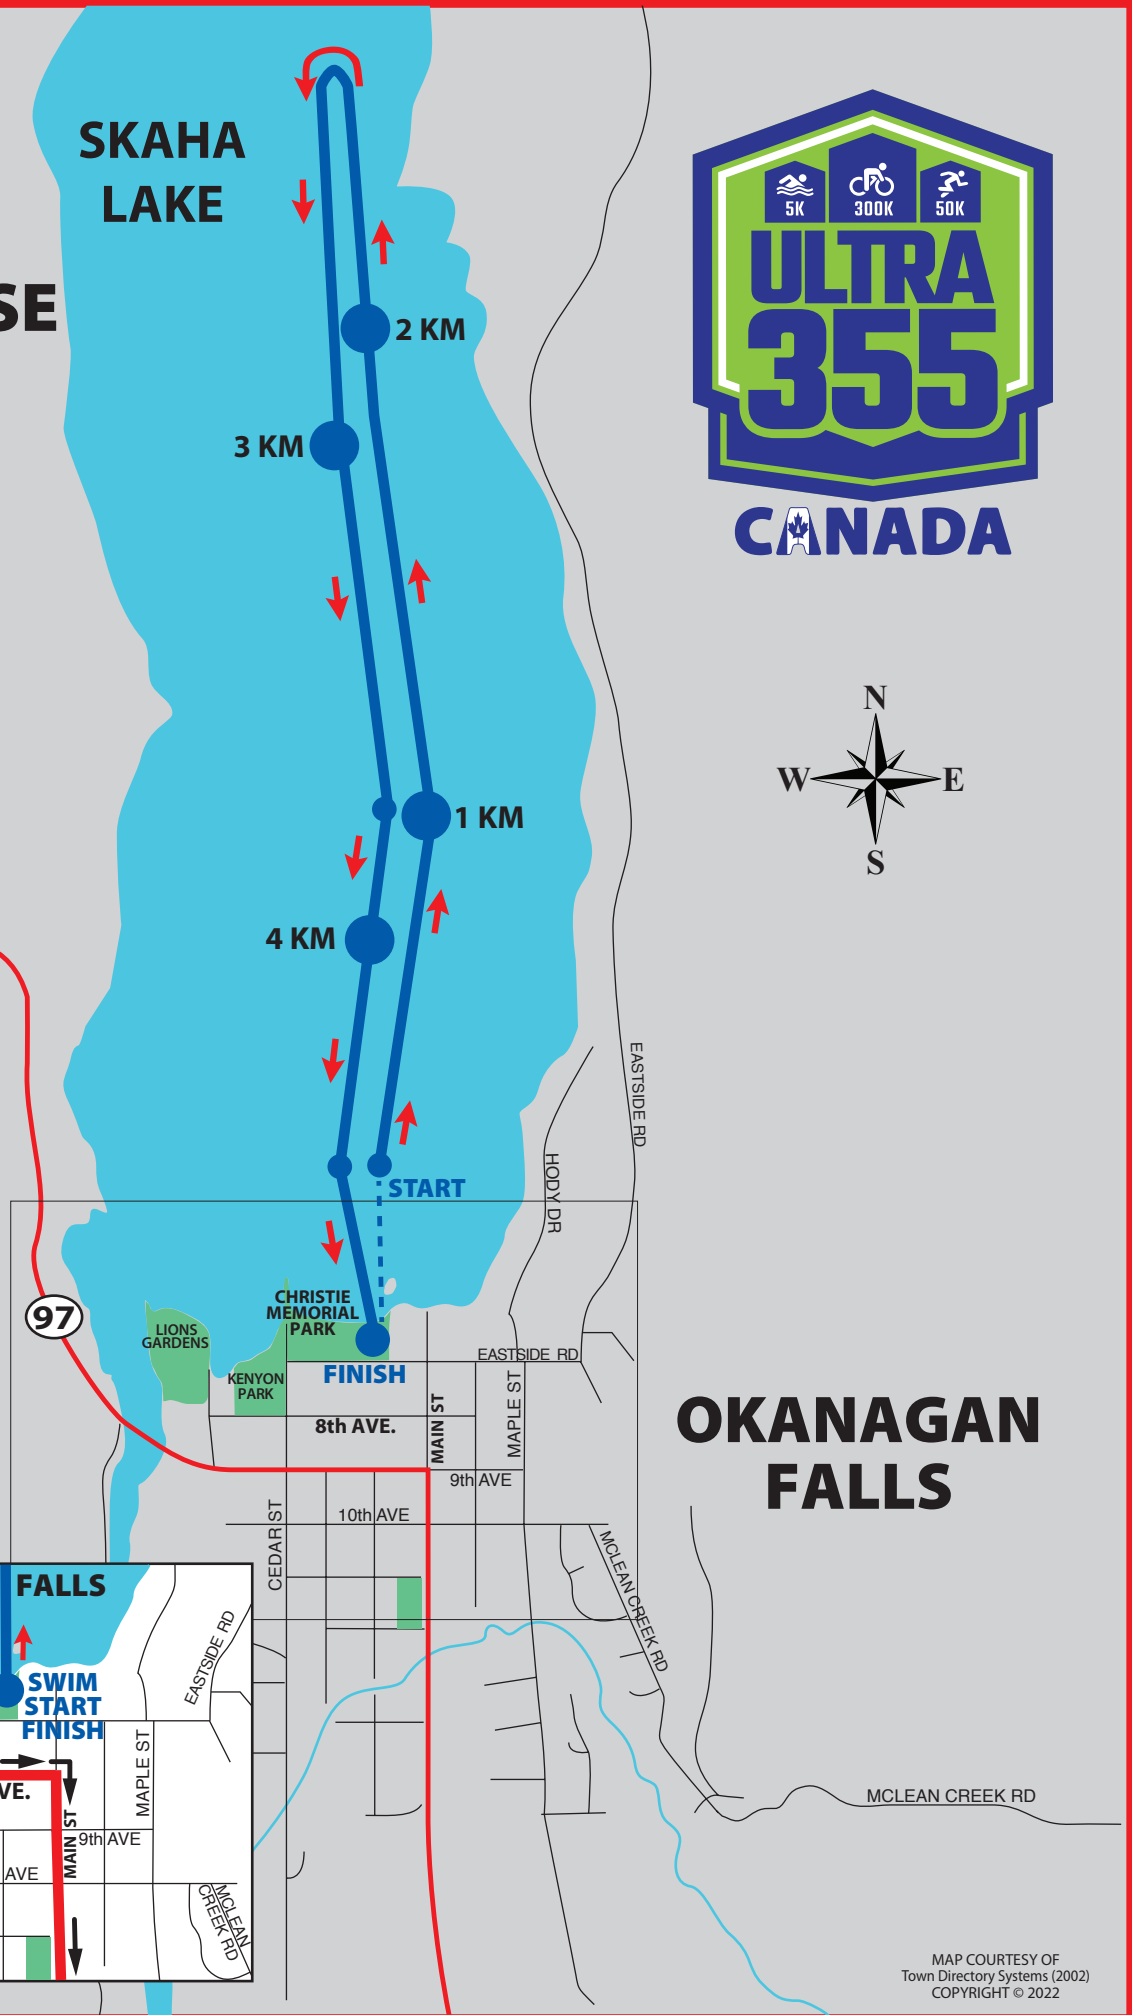 SKAHA
LAKE
SE
5K
300K
50K
ULTRA
355
CANADA
2 KM
3 KM
1 KM
4 KM
N
W
E
S
EASTSIDE RD
HODY DR
START
97
CHRISTIE
MEMORIAL
PARK
LIONS
GARDENS
KENYON
PARK
FINISH
EASTSIDE RD
8th AVE.
MAIN ST
MAPLE ST
9th AVE
10th AVE
CEDAR ST
MCLEAN CREEK RD
OKANAGAN
FALLS
FALLS
SWIM
START
FINISH
EASTSIDE RD
MAPLE ST
VE.
MAIN ST
9th AVE
AVE
MCLEAN
CREEK RD
MCLEAN CREEK RD
MAP COURTESY OF
Town Directory Systems (2002)
COPYRIGHT © 2022